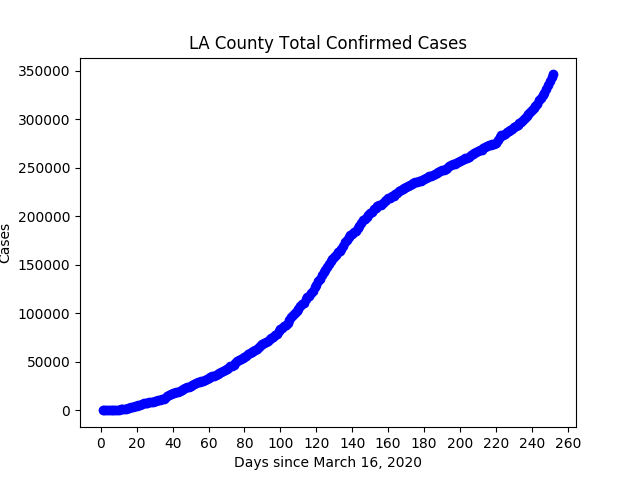 LA County Total Confirmed Cases
350000
300000
250000
200000
150000
100000
50000
0
Cases
0 20 40 60 80 100 120 140 160 180 200 220 240 260
Days since March 16, 2020